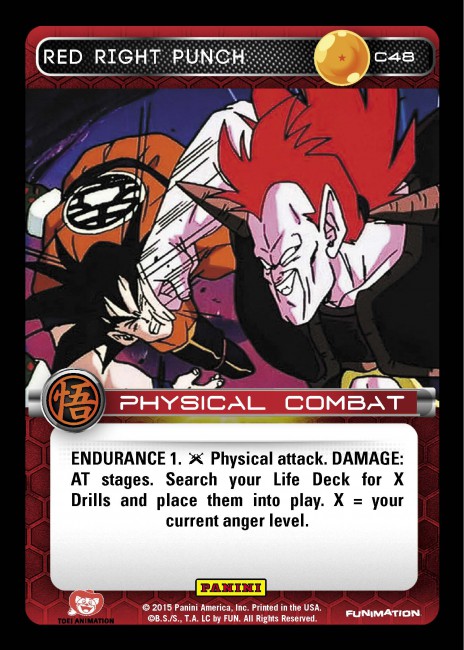 RED RIGHT PUNCH
C48
悟
PHYSICAL COMBAT
ENDURANCE 1. Physical attack. DAMAGE:
AT stages. Search your Life Deck for X
Drills and place them into play. X = your
current anger level.
PANINI
TOEI ANIMATION
© 2015 Panini America, Inc. Printed in the USA.
©B.S./S., T.A. LC by FUN. All Rights Reserved.
FUNIMATION